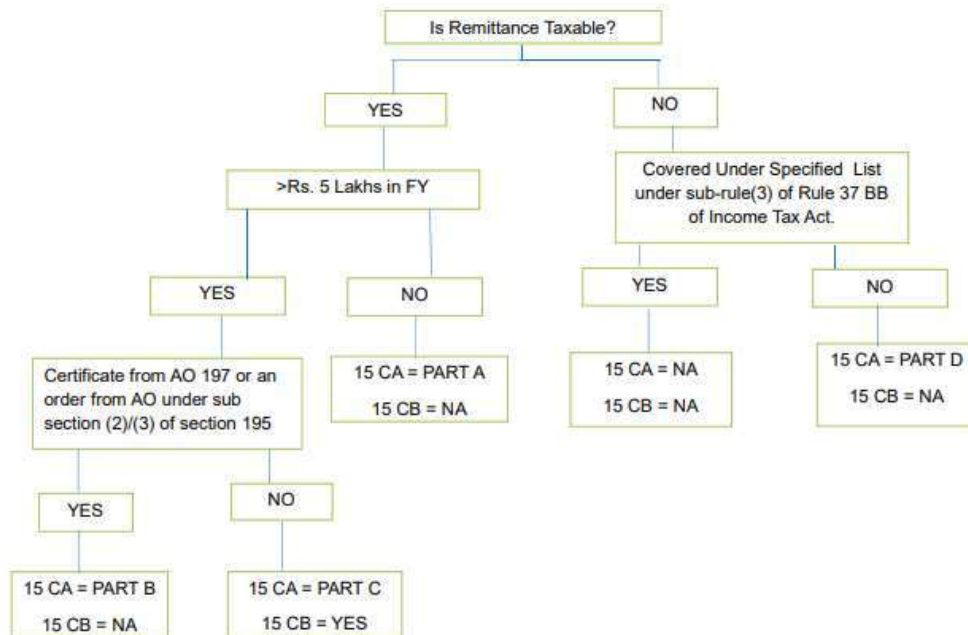 Is Remittance Taxable?
YES
NO
>Rs. 5 Lakhs in FY
Covered Under Specified List
under sub-rule(3) of Rule 37 BB
of Income Tax Act.
YES
NO
YES
NO
Certificate from AO 197 or an
order from AO under sub
section (2)/(3) of section 195
15 CA = PART A
15 CB = NA
15 CA = NA
15 CB = NA
15 CA = PART D
15 CB = NA
YES
NO
15 CA = PART B
15 CB = NA
15 CA = PART C
15 CB = YES